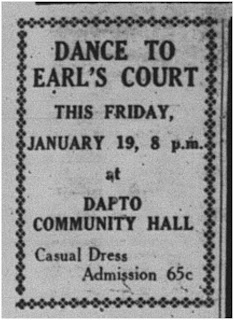 DANCE TO
EARL'S COURT
THIS FRIDAY,
JANUARY 19, 8 p.m.
at
DAPTO
COMMUNITY HALL
Casual Dress
Admission 65c